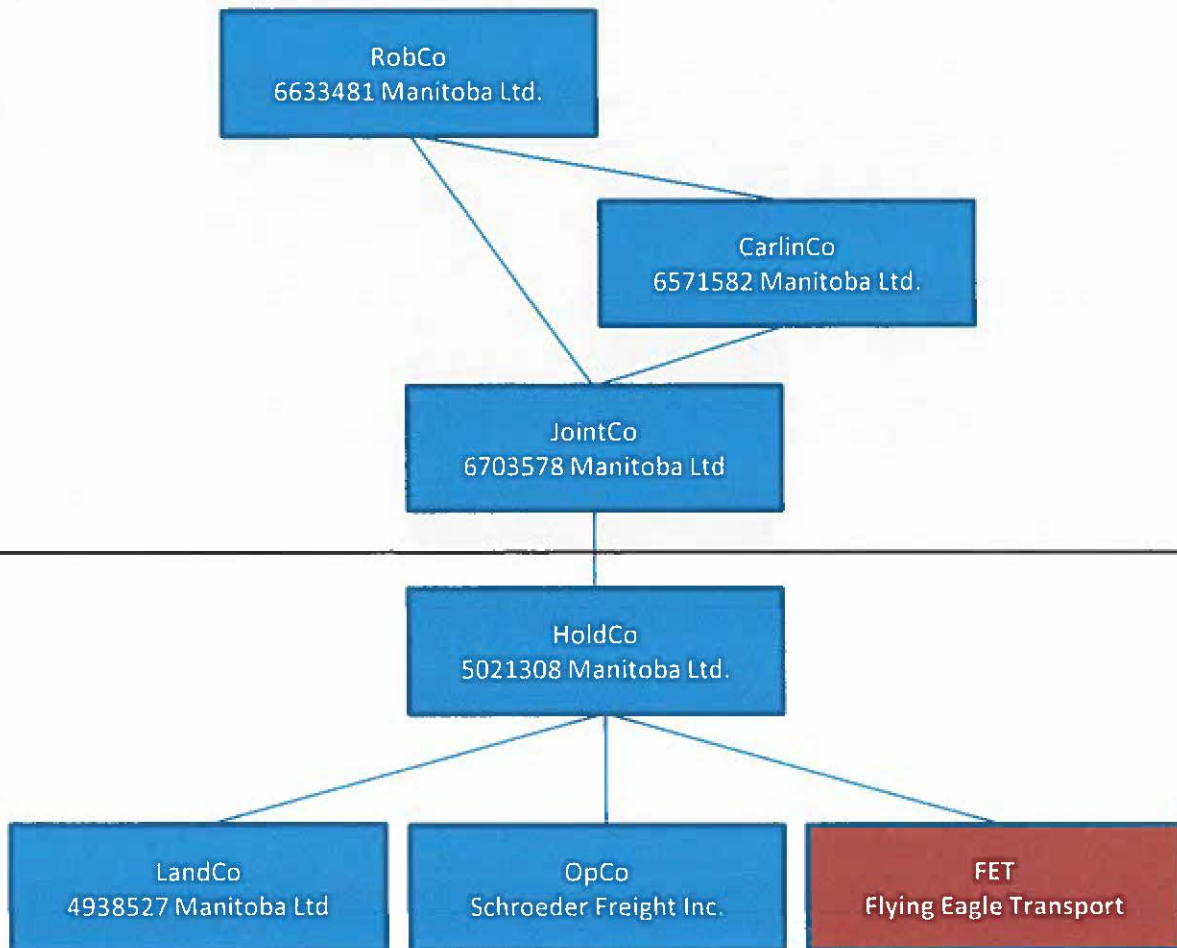 RobCo
6633481 Manitoba Ltd.
CarlinCo
6571582 Manitoba Ltd.
JointCo
6703578 Manitoba Ltd
HoldCo
5021308 Manitoba Ltd.
LandCo
4938527 Manitoba Ltd
OpCo
Schroeder Freight Inc.
FET
Flying Eagle Transport